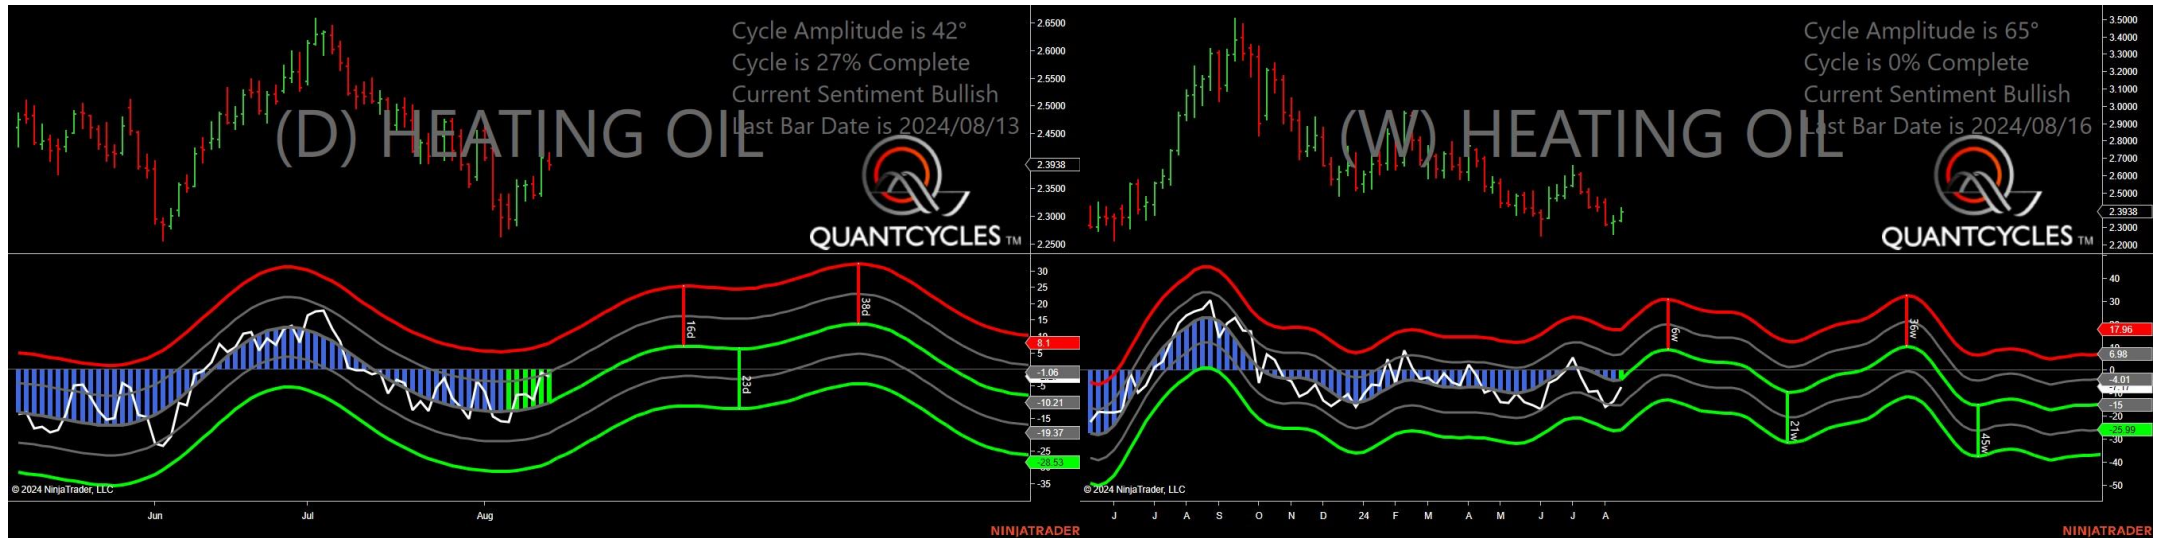 Cycle Amplitude is 42°
Cycle is 27% Complete
Current Sentiment Bullish
Last Bar Date is 2024/08/13
(D) HEATING OIL
QUANTCYCLES TM
2.6500
2.6000
2.5500
2.5000
2.4500
2.3938
2.3500
2.3000
2.2500
16d
23d
38d
30
25
20
15
8.1
5
-1.06
-5
-10.21
-15
-19.37
-25
-28.53
-35
© 2024 NinjaTrader, LLC
Jun Jul Aug
NINJATRADER
Cycle Amplitude is 65°
Cycle is 0% Complete
Current Sentiment Bullish
Last Bar Date is 2024/08/16
(W) HEATING OIL
QUANTCYCLES TM
3.5000
3.4000
3.3000
3.2000
3.1000
3.0000
2.9000
2.8000
2.7000
2.6000
2.5000
2.3938
2.3000
2.2000
6w
21w
36w
45w
40
30
17.96
6.98
0
-4.01
-15
-20
-25.99
-30
-40
-50
© 2024 NinjaTrader, LLC
J J A S O N D 24 F M A M J J A
NINJATRADER